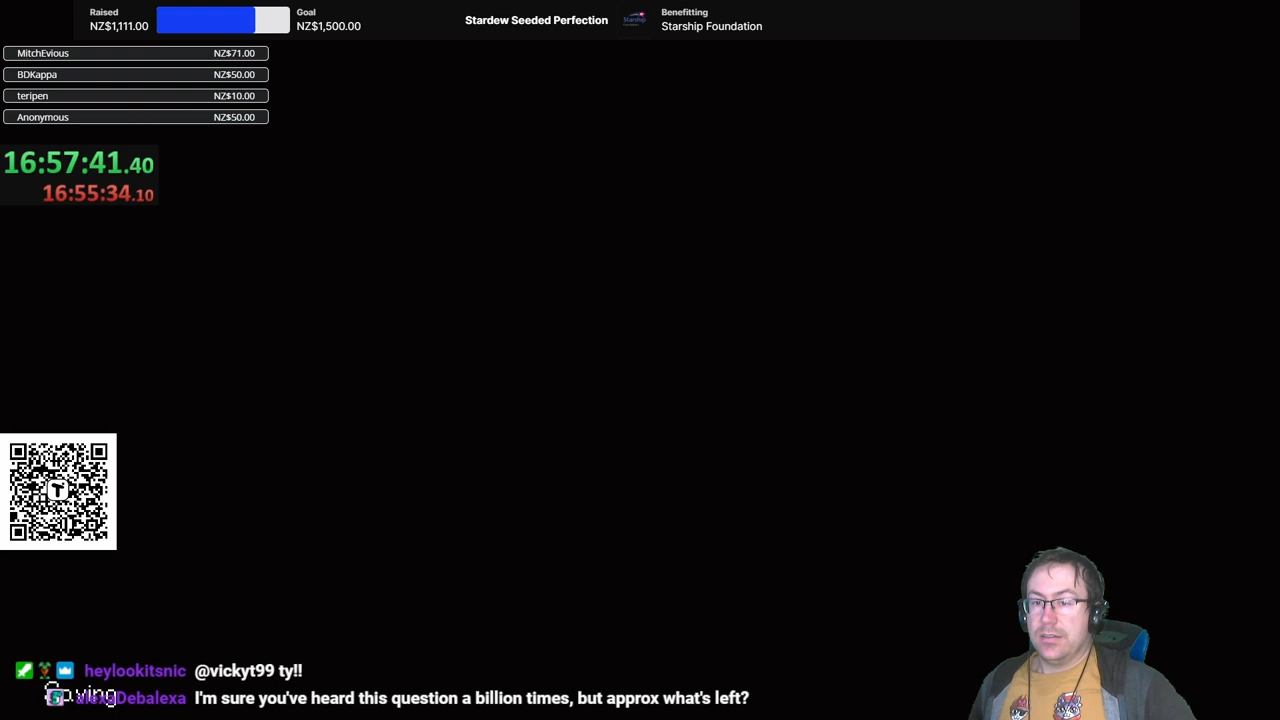 Raised
NZ$1,111.00
Goal
NZ$1,500.00
Stardew Seeded Perfection
Starship
Benefitting
Starship Foundation
MitchEvious NZ$71.00
BDKappa NZ$50.00
teripen NZ$10.00
Anonymous NZ$50.00
16:57:41.40
16:55:34.10
T
heylookitsnic @vickyt99 ty!!
alexaDebalexa I'm sure you've heard this question a billion times, but approx what's left?